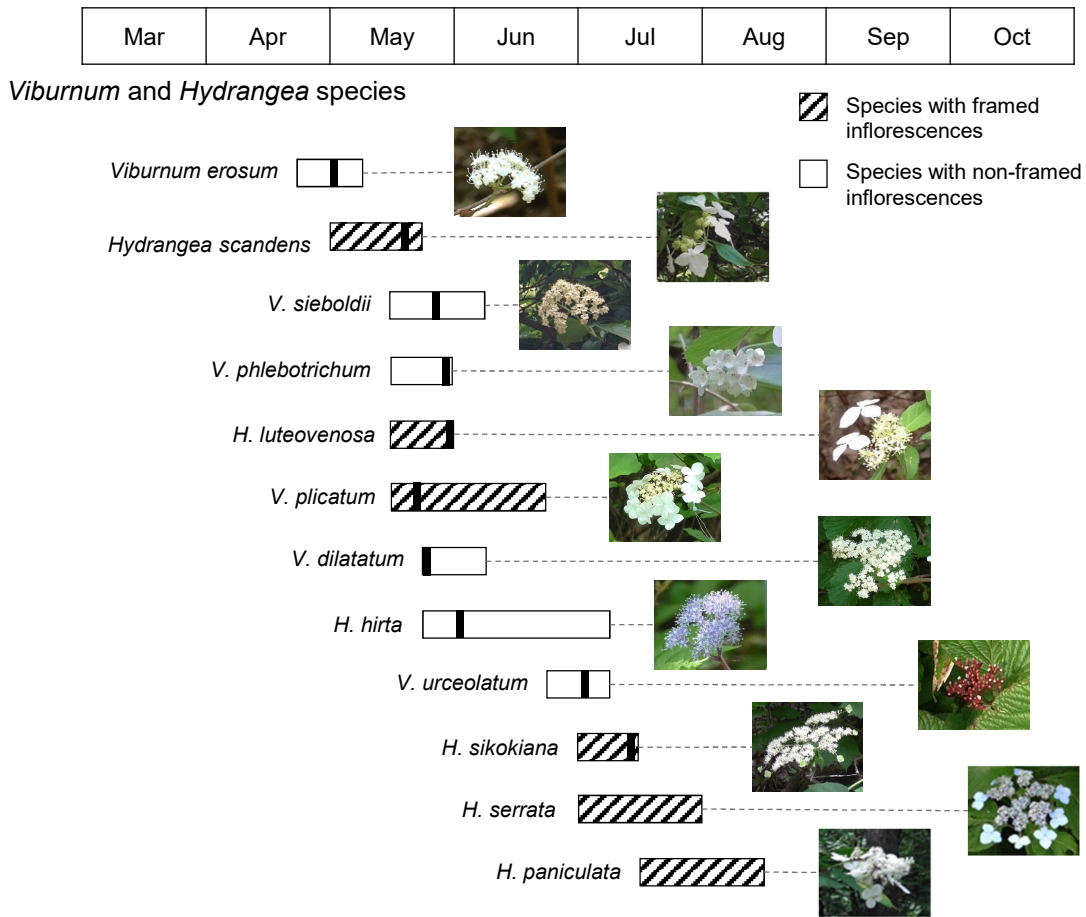 Mar Apr May Jun Jul Aug Sep Oct
Viburnum and Hydrangea species
Species with framed
inflorescences
Species with non-framed
inflorescences
Viburnum erosum
Hydrangea scandens
V. sieboldii
V. phlebotrichum
H. luteovenosa
V. plicatum
V. dilatatum
H. hirta
V. urceolatum
H. sikokiana
H. serrata
H. paniculata